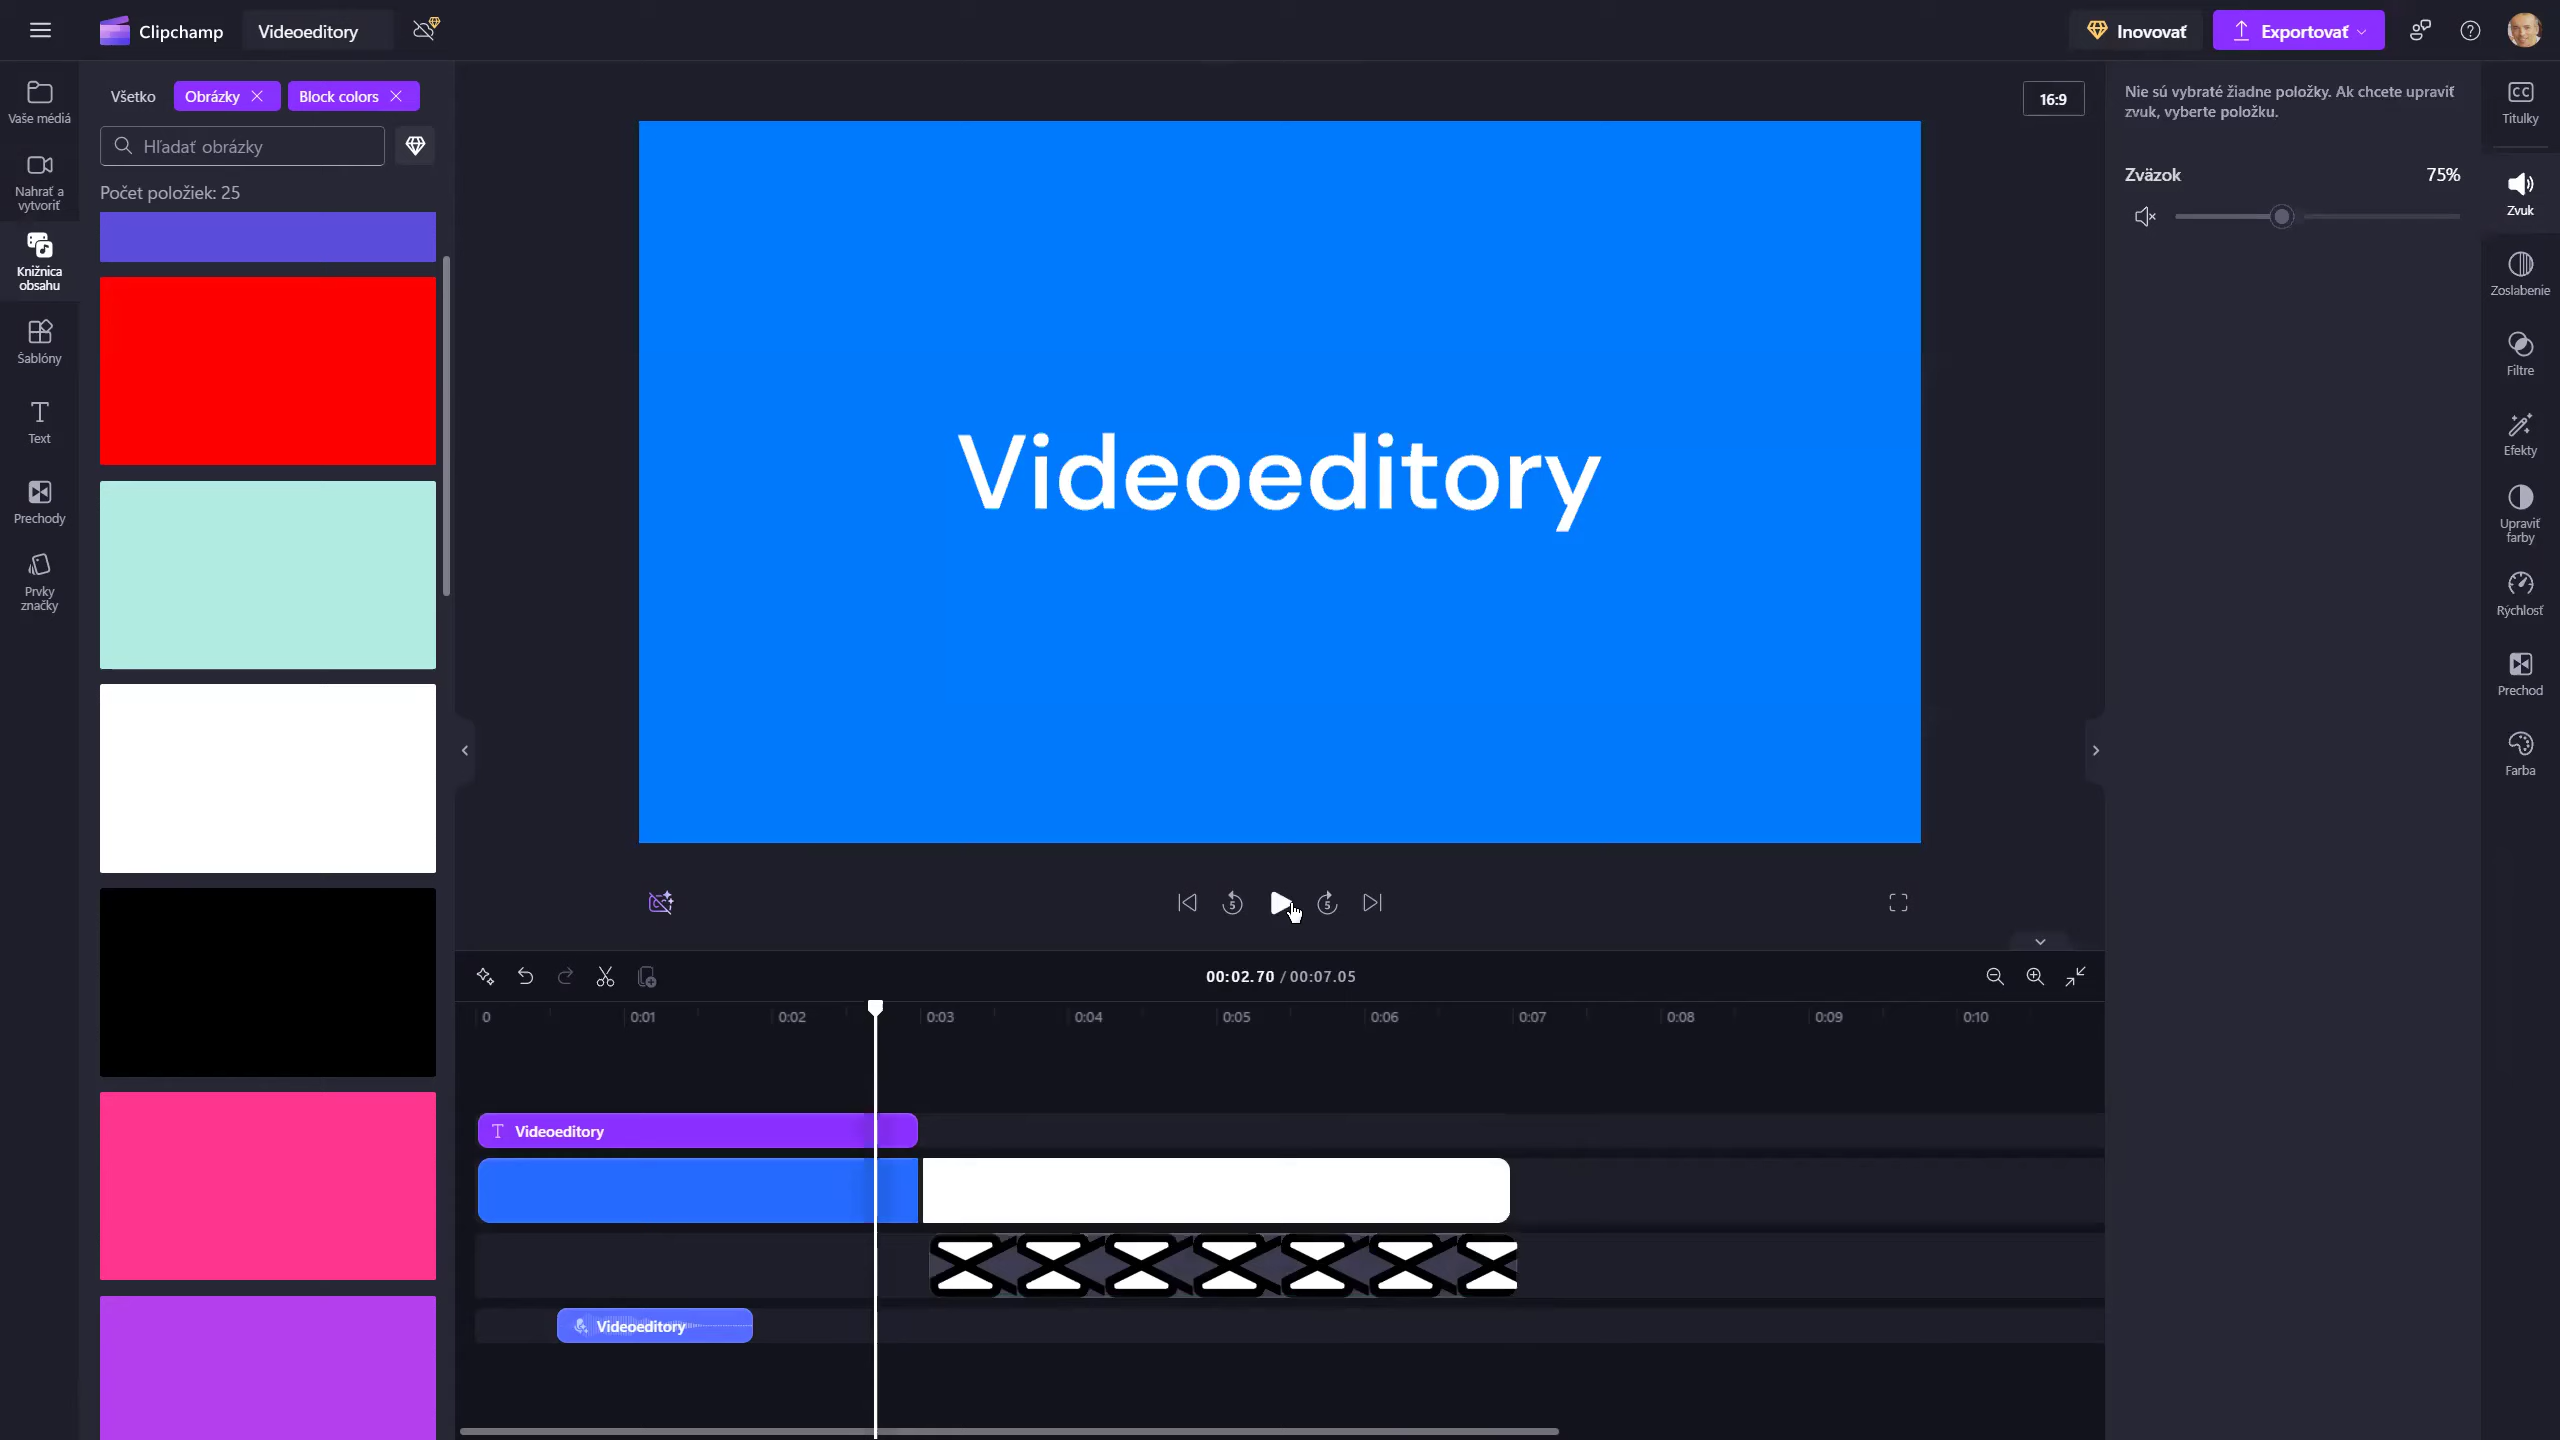 Clipchamp
Videoeditory
Inovovať
Exportovať
Vaše médiá
Nahrať a
vytvoriť
Knižnica
obsahu
Šablóny
Text
Prechody
Prvky
značky
Všetko
Obrázky
Block colors
Hľadať obrázky
Počet položiek: 25
16:9
Videoeditory
5
5
Nie sú vybraté žiadne položky. Ak chcete upraviť
zvuk, vyberte položku.
Zväzok
75%
CC
Titulky
Zvuk
Zoslabenie
Filtre
Efekty
Upraviť
farby
Rýchlosť
Prechod
Farba
00:02.70 / 00:07.05
0
0:01
0:02
0:03
0:04
0:05
0:06
0:07
0:08
0:09
0:10
Videoeditory
Videoeditory